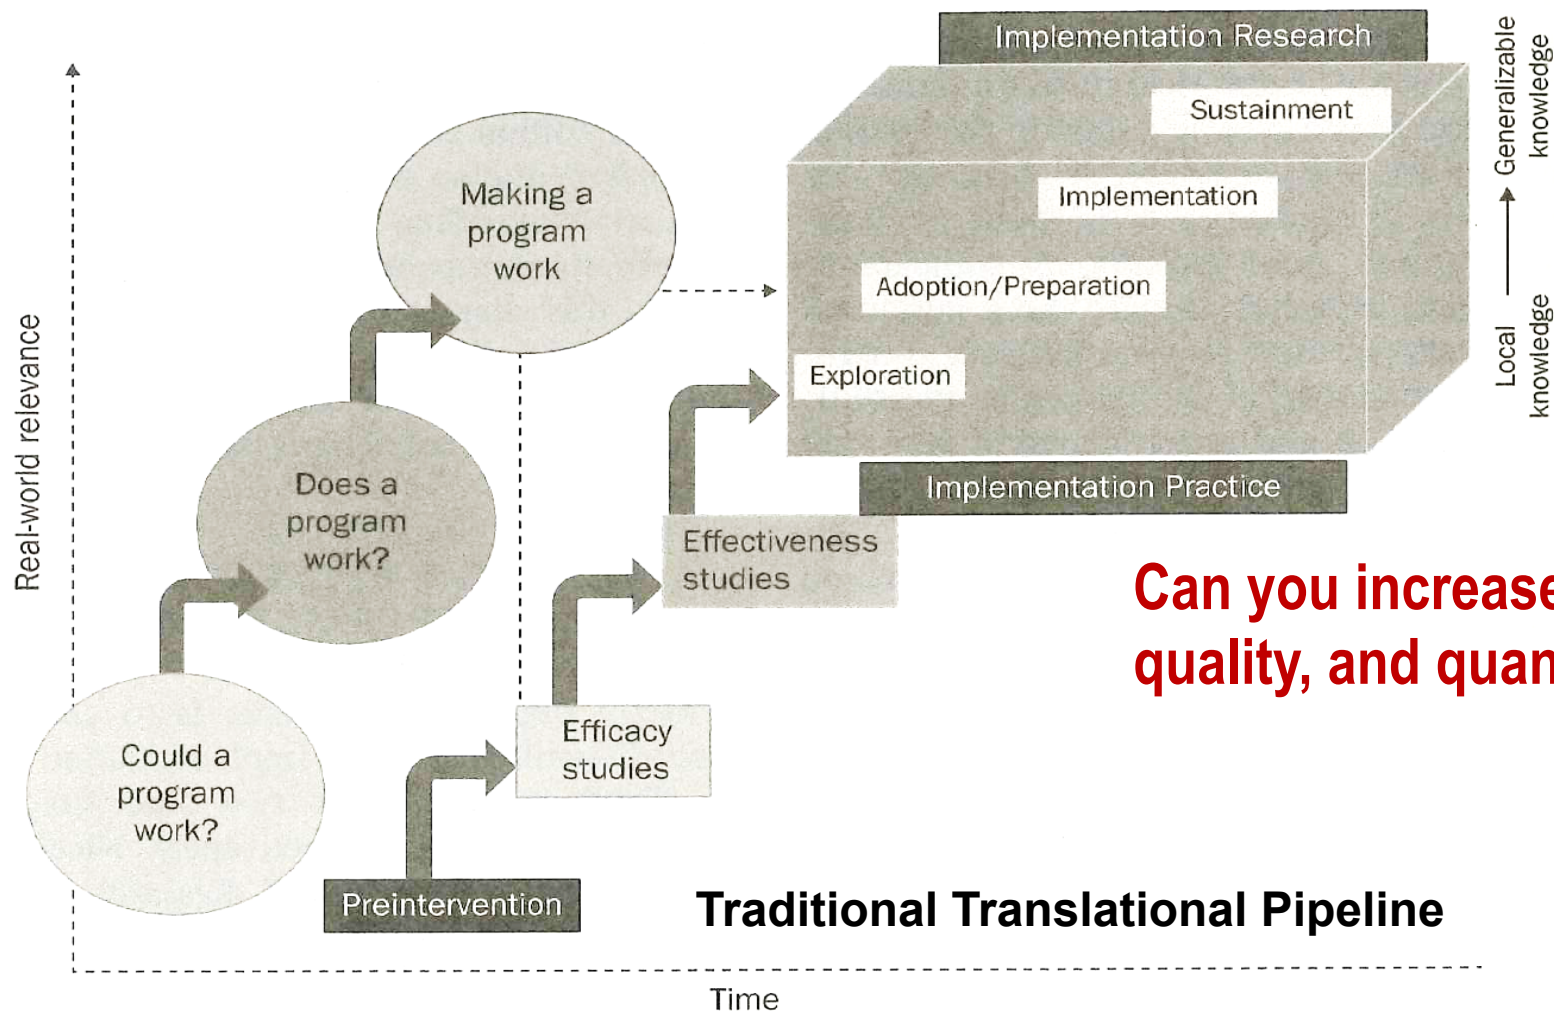 Implementation Research
Sustainment
Implementation
Adoption/Preparation
Exploration
Implementation Practice
Generalizable
knowledge
Local
knowledge
Making a
program
work
Does a
program
work?
Could a
program
work?
Effectiveness
studies
Efficacy
studies
Preintervention
Can you increase
quality, and quan
Traditional Translational Pipeline
Real-world relevance
Time